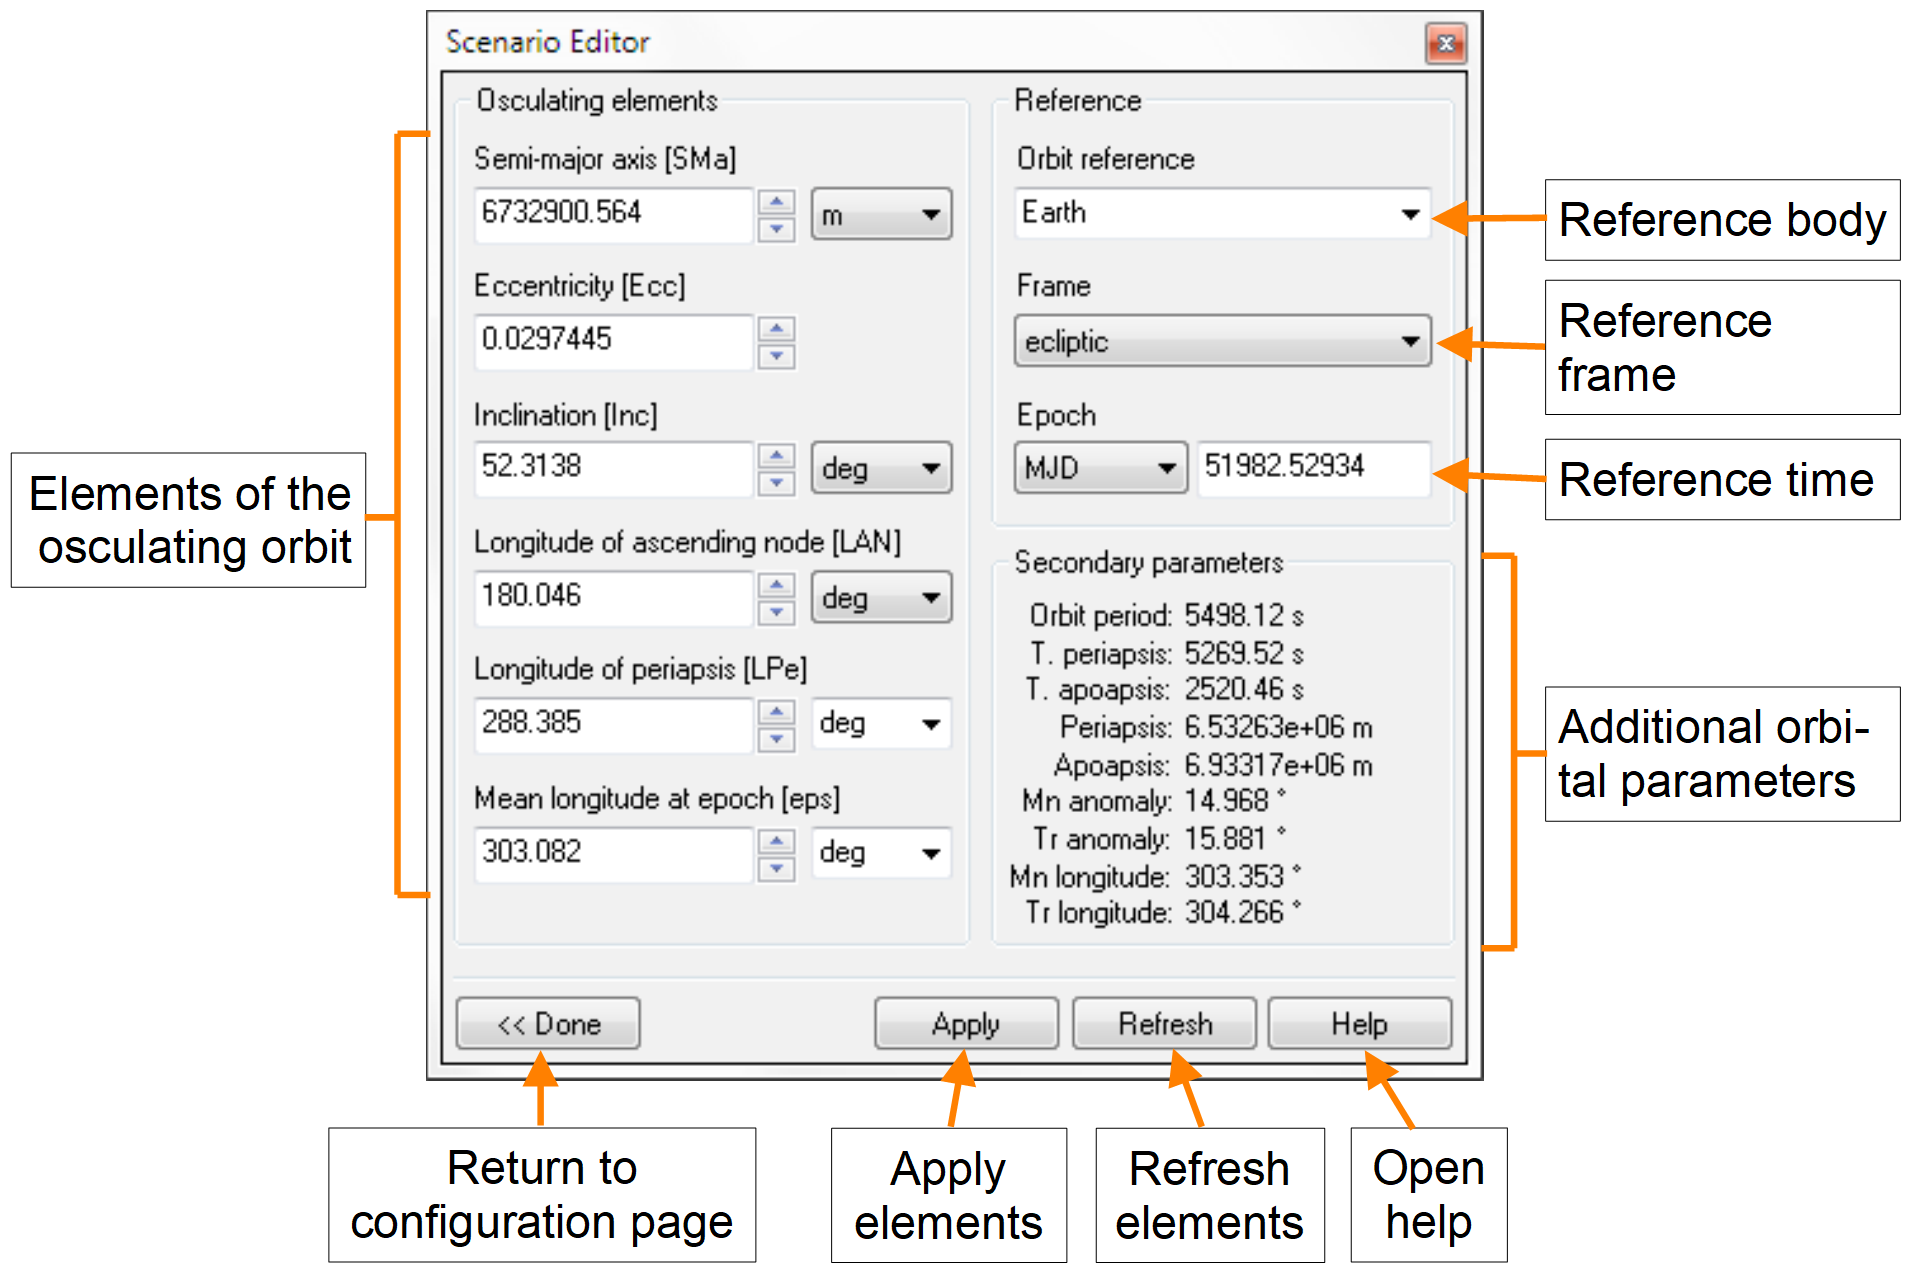 Scenario Editor
Osculating elements
Semi-major axis [SMa]
6732900.564
m
Eccentricity [Ecc]
0.0297445
Inclination [Inc]
52.3138
deg
Longitude of ascending node [LAN]
180.046
deg
Longitude of periapsis [LPe]
288.385
deg
Mean longitude at epoch [eps]
303.082
deg
Reference
Orbit reference
Earth
Frame
ecliptic
Epoch
MJD
51982.52934
Secondary parameters
Orbit period: 5498.12 s
T. periapsis: 5269.52 s
T. apoapsis: 2520.46 s
Periapsis: 6.53263e+06 m
Apoapsis: 6.93317e+06 m
Mn anomaly: 14.968 °
Tr anomaly: 15.881 °
Mn longitude: 303.353 °
Tr longitude: 304.266 °
<< Done
Apply
Refresh
Help
Elements of the
osculating orbit
Reference body
Reference
frame
Reference time
Additional orbi-
tal parameters
Return to
configuration page
Apply
elements
Refresh
elements
Open
help